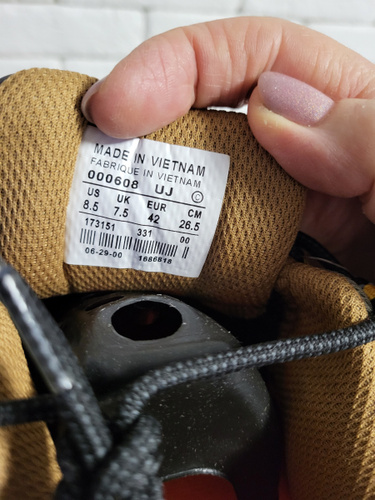 MADE IN VIETNAM
FABRIQUE IN VIETNAM
000608 UJ ©
US UK EUR CM
8.5 7.5 42 26.5
173151 331 00
06-29-00 1686818